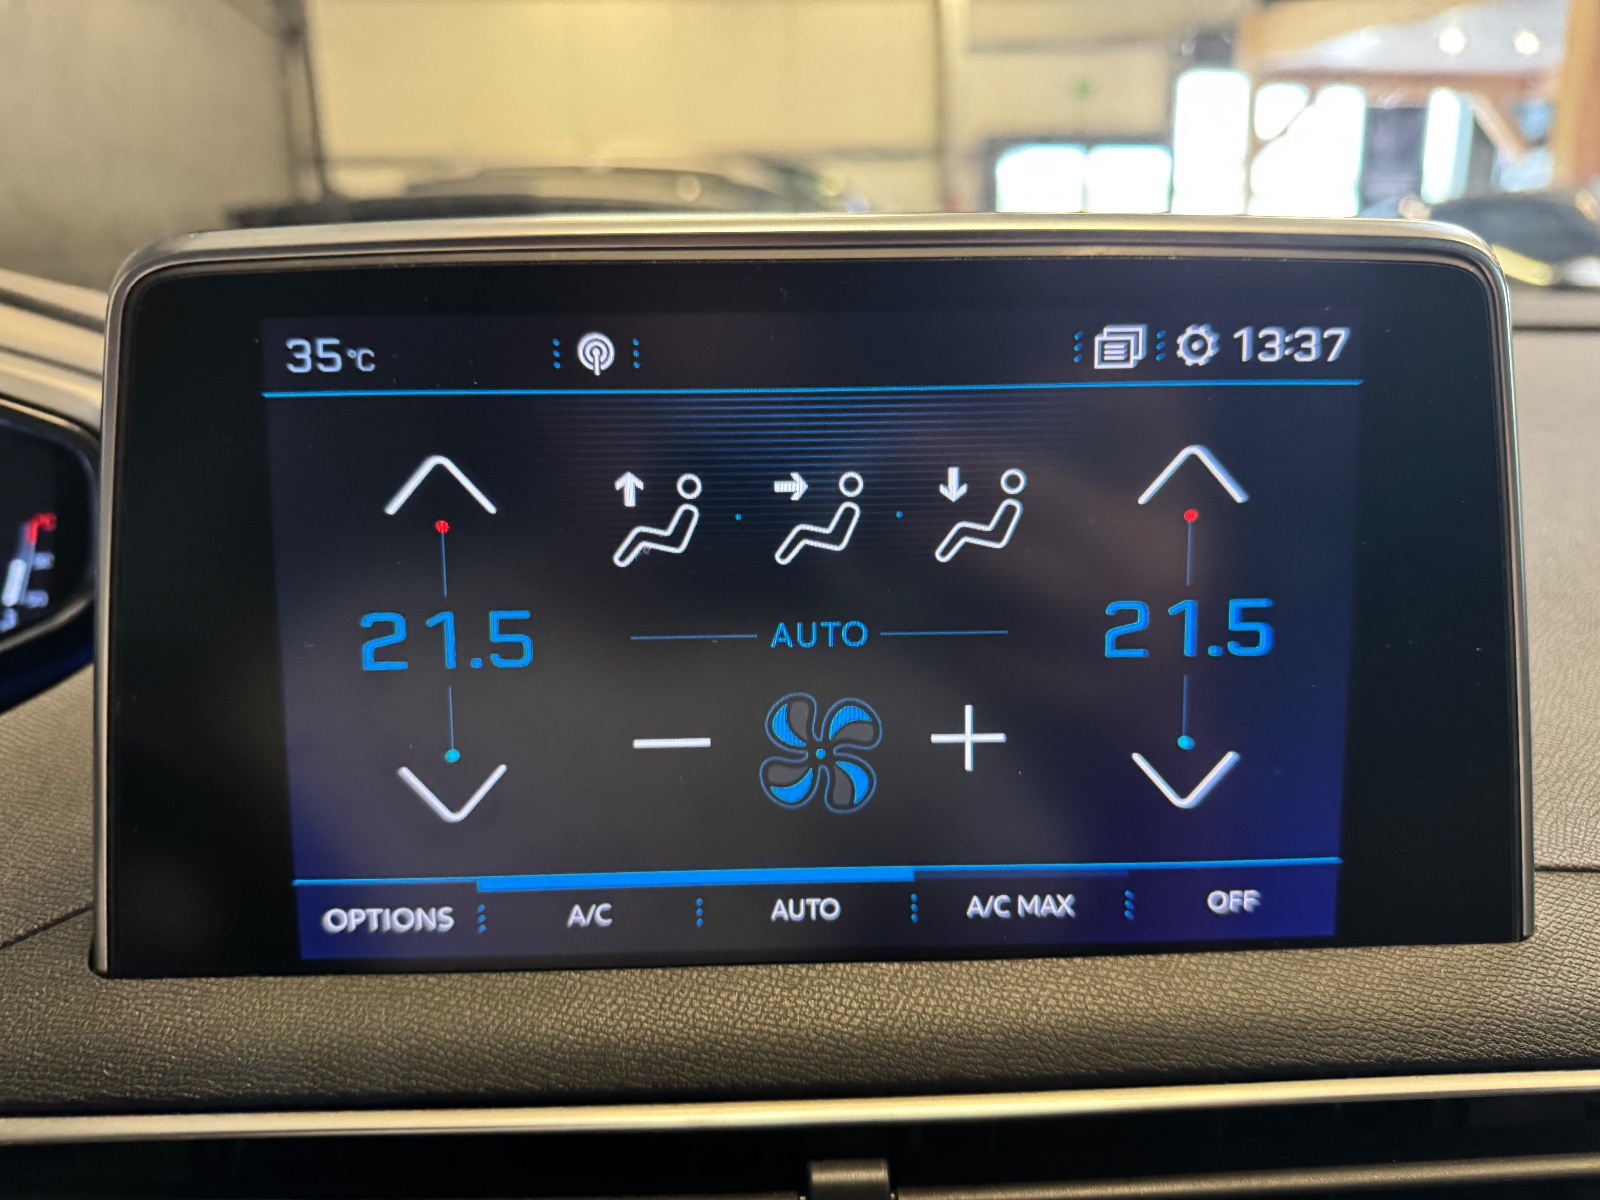 35°C
13:37
21.5
AUTO
21.5
OPTIONS
A/C
AUTO
A/C MAX
OFF